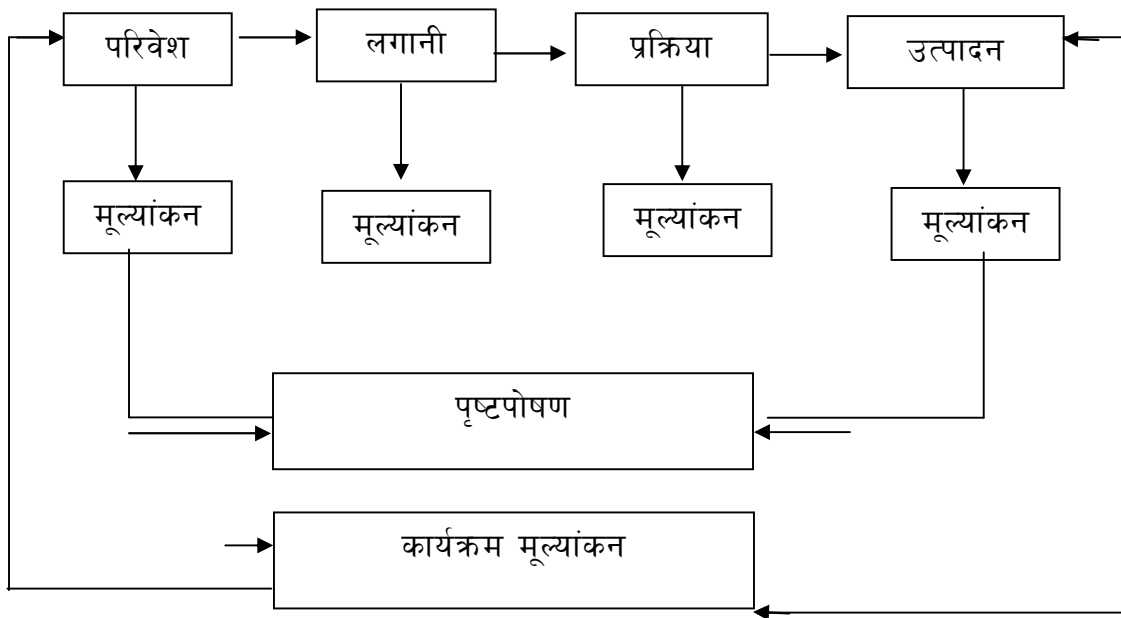 परिवेश
लगानी
प्रक्रिया
उत्पादन
मूल्यांकन
मूल्यांकन
मूल्यांकन
मूल्यांकन
पृष्टपोषण
कार्यक्रम मूल्यांकन